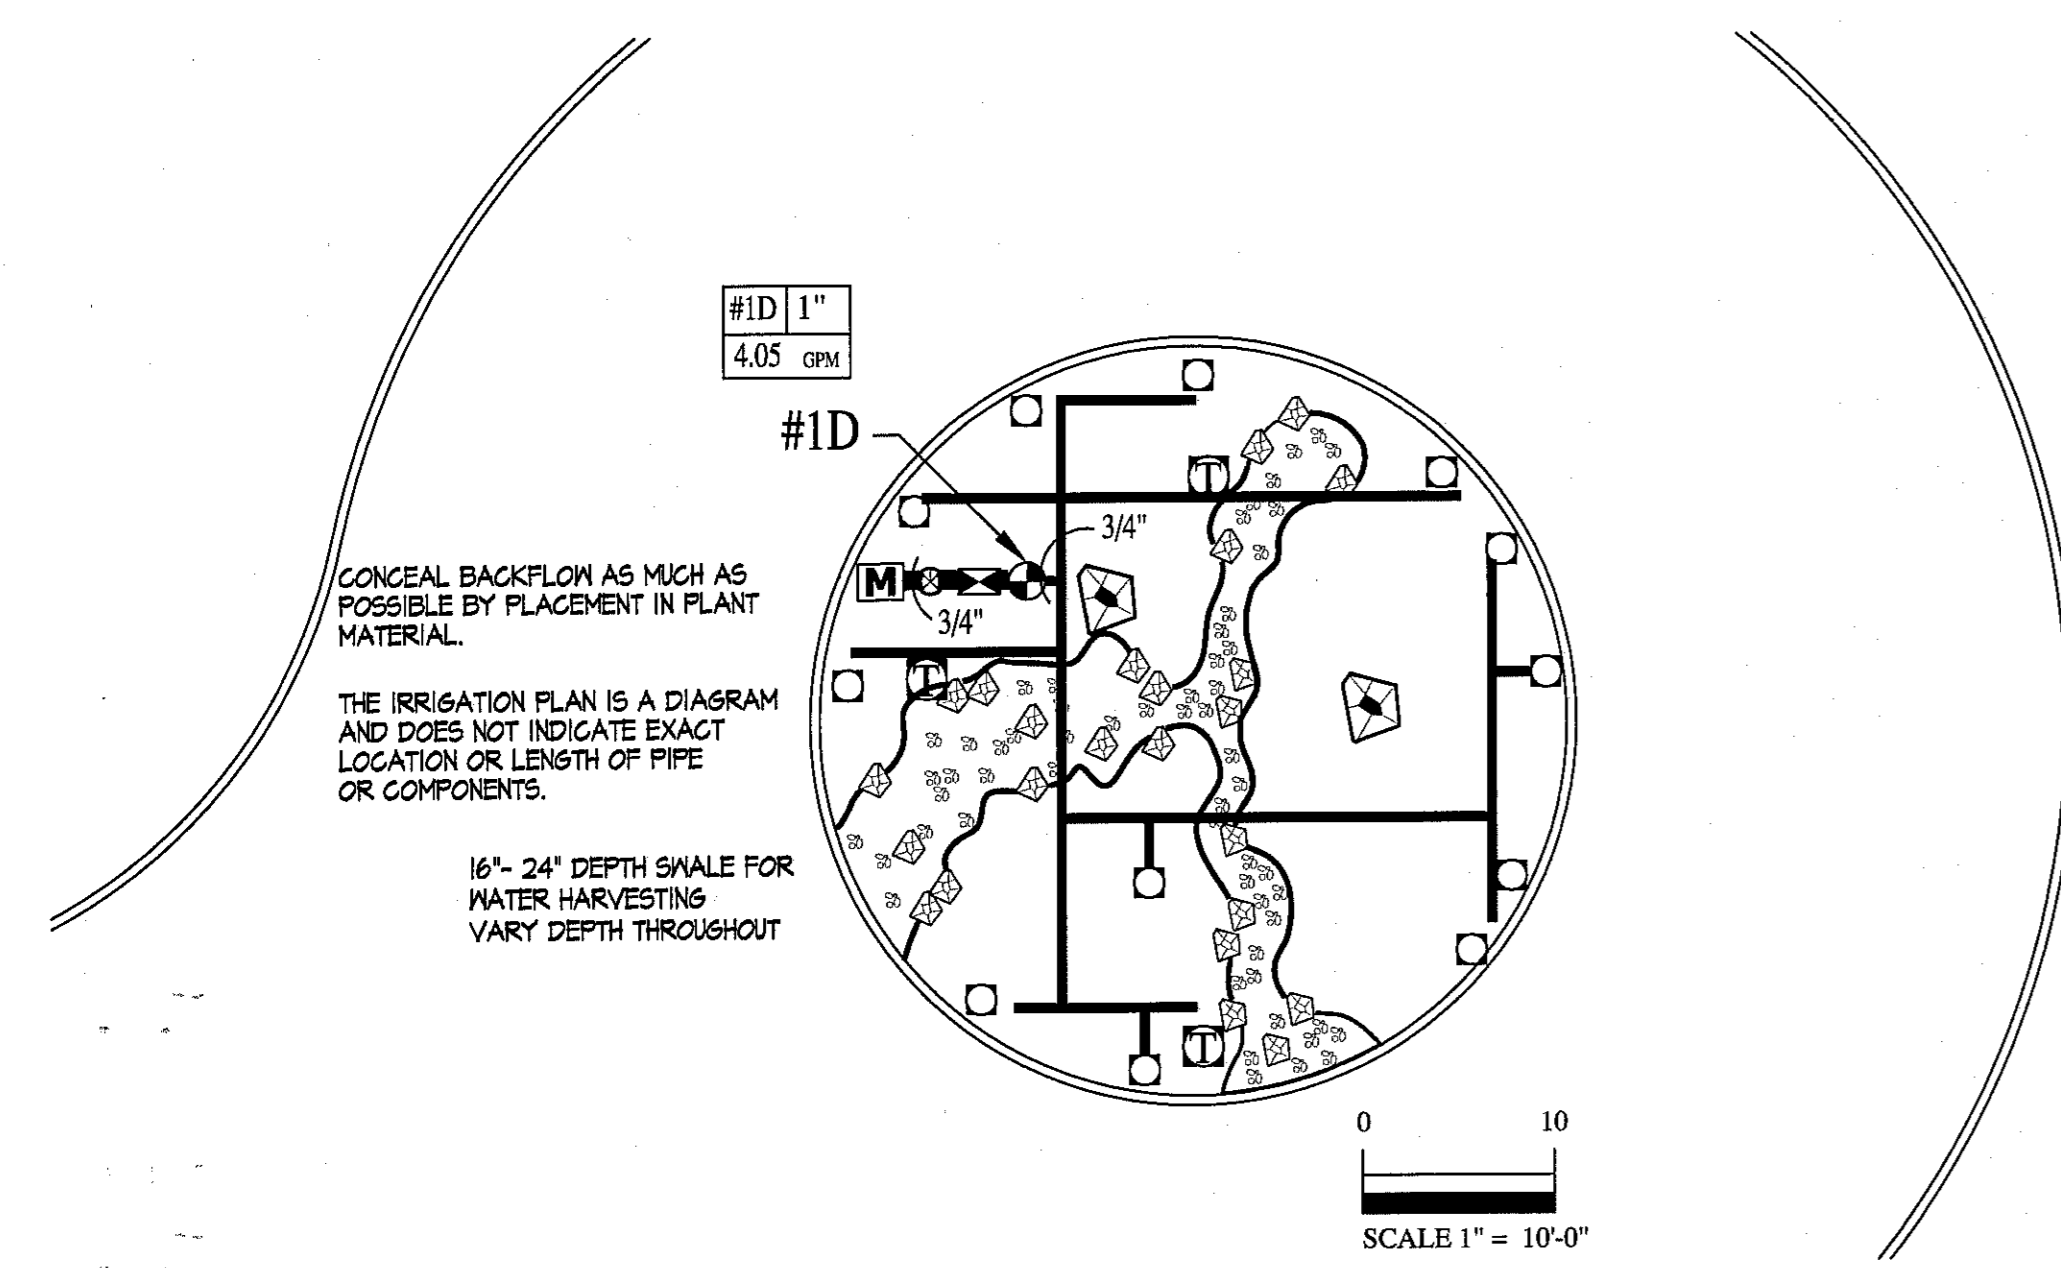 #1D 1"
4.05 GPM
#1D
3/4"
M
3/4"
T
T
T
CONCEAL BACKFLOW AS MUCH AS
POSSIBLE BY PLACEMENT IN PLANT
MATERIAL.
THE IRRIGATION PLAN IS A DIAGRAM
AND DOES NOT INDICATE EXACT
LOCATION OR LENGTH OF PIPE
OR COMPONENTS.
16"- 24" DEPTH SWALE FOR
WATER HARVESTING
VARY DEPTH THROUGHOUT
0 10
SCALE 1" = 10'-0"